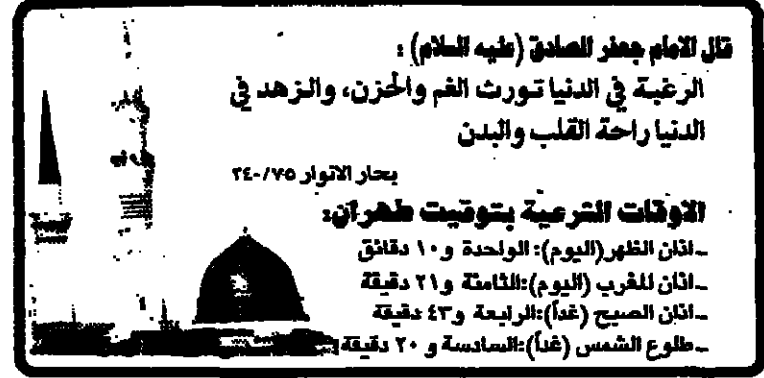 قال الامام جعفر الصادق (عليه السلام) :
الرغبة في الدنيا تورث الغم والحزن، والزهد في
الدنيا راحة القلب والبدن
بحار الانوار ٧٥/-٢٤
الاوقات الشرعية بتوقيت طهران:
ـ اذان الظهر (اليوم): الواحدة و١٠ دقائق
ـ اذان المغرب (اليوم): الثامنة و٢١ دقيقة
ـ اذان الصبح (غداً): الرابعة و٤٣ دقيقة
ـ طلوع الشمس (غداً): السادسة و ٢٠ دقيقة